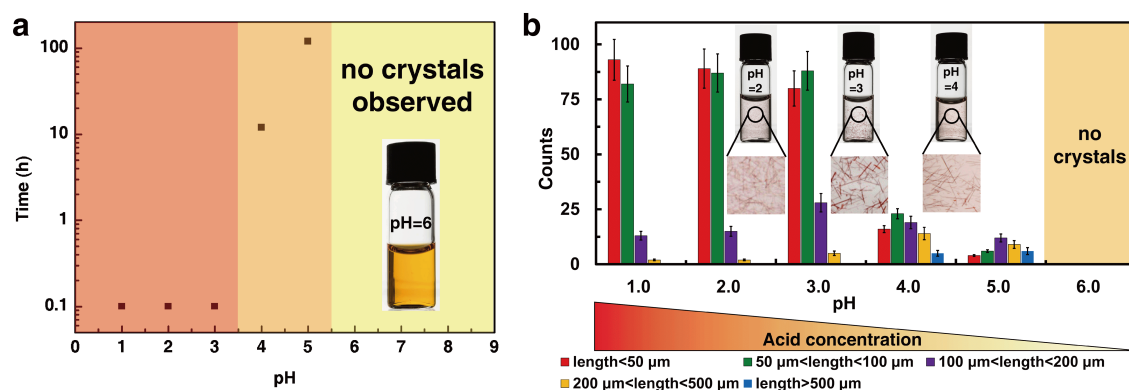 a
100
10
1
0.1
Time (h)
0 1 2 3 4 5 6 7 8 9
pH
no crystals
observed
pH=6
b
100
75
50
25
0
Counts
pH
=2
pH
=3
pH
=4
no
crystals
1.0 2.0 3.0 4.0 5.0 6.0
pH
Acid concentration
length<50 μm
50 μm<length<100 μm
100 μm<length<200 μm
200 μm<length<500 μm
length>500 μm